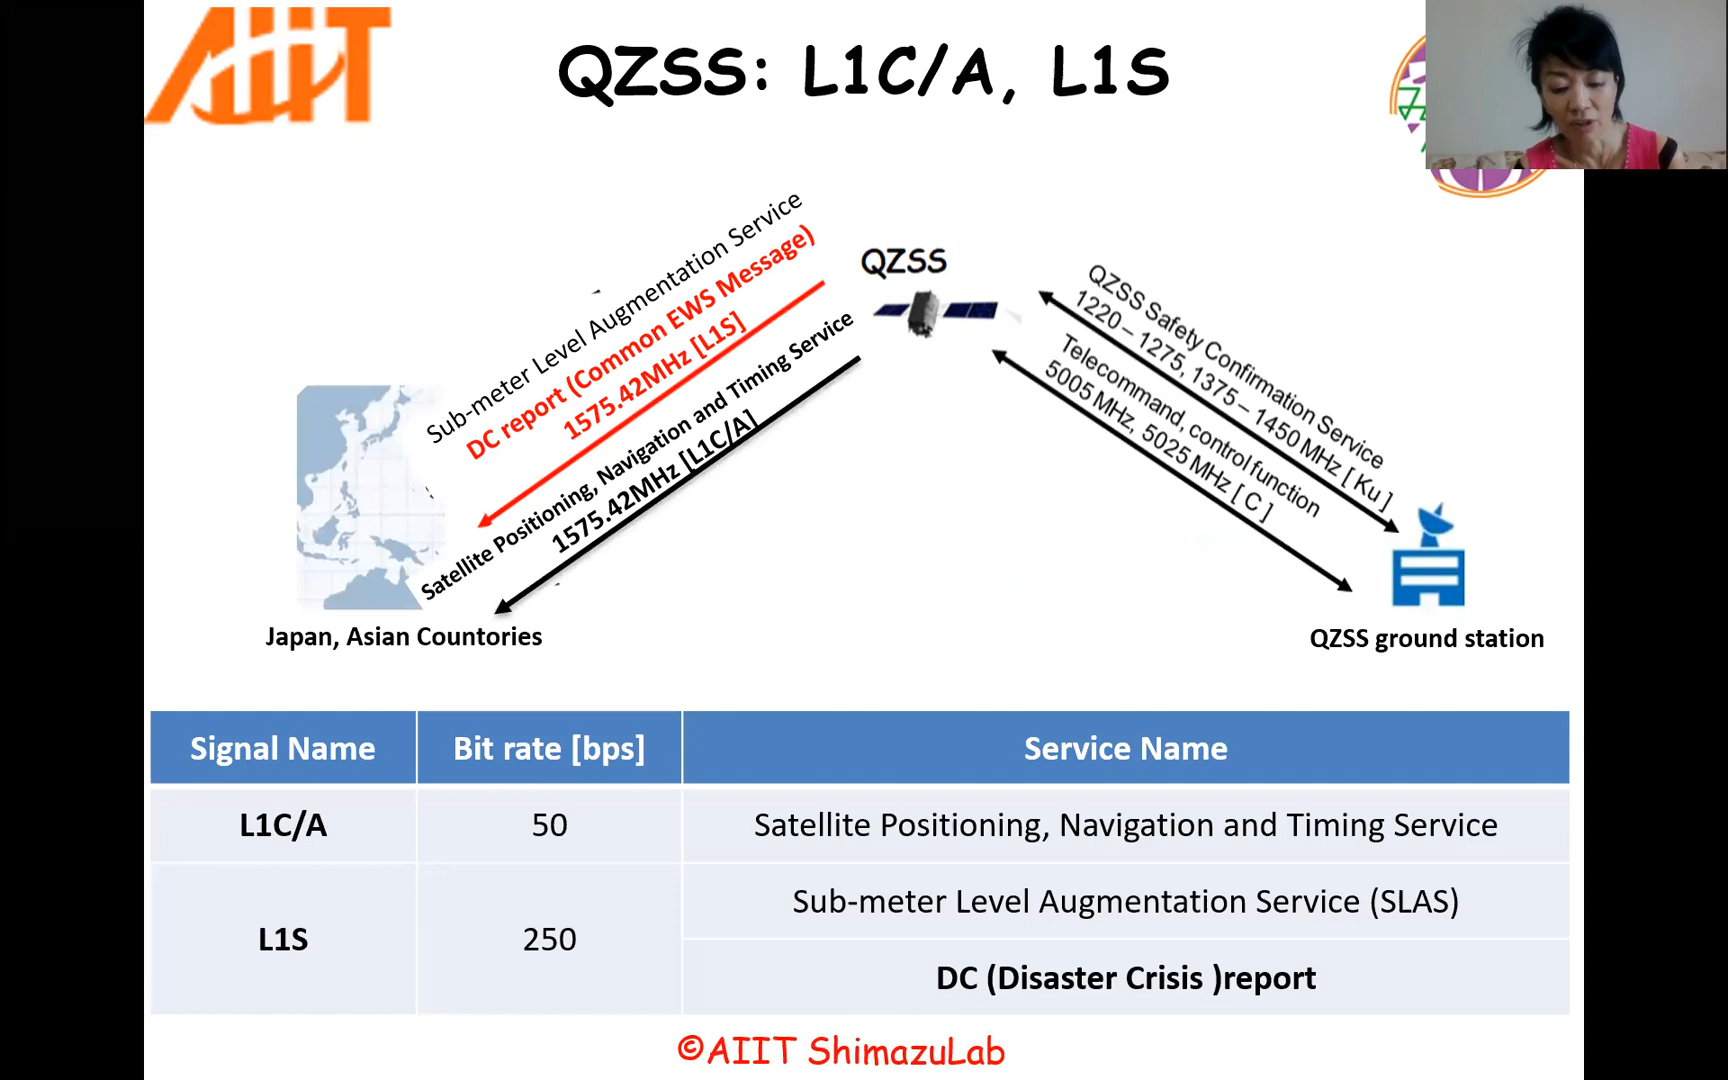 AIIT
QZSS: L1C/A, L1S
Sub-meter Level Augmentation Service
DC report (Common EWS Message)
1575.42MHz [L1S]
Satellite Positioning, Navigation and Timing Service
1575.42MHz [L1C/A]
QZSS
QZSS Safety Confirmation Service
1220 – 1275, 1375 – 1450 MHz [ Ku ]
Telecommand, control function
5005 MHz, 5025 MHz [ C ]
Japan, Asian Countories
QZSS ground station
Signal Name
Bit rate [bps]
Service Name
L1C/A
50
Satellite Positioning, Navigation and Timing Service
L1S
250
Sub-meter Level Augmentation Service (SLAS)
DC (Disaster Crisis )report
©AIIT ShimazuLab